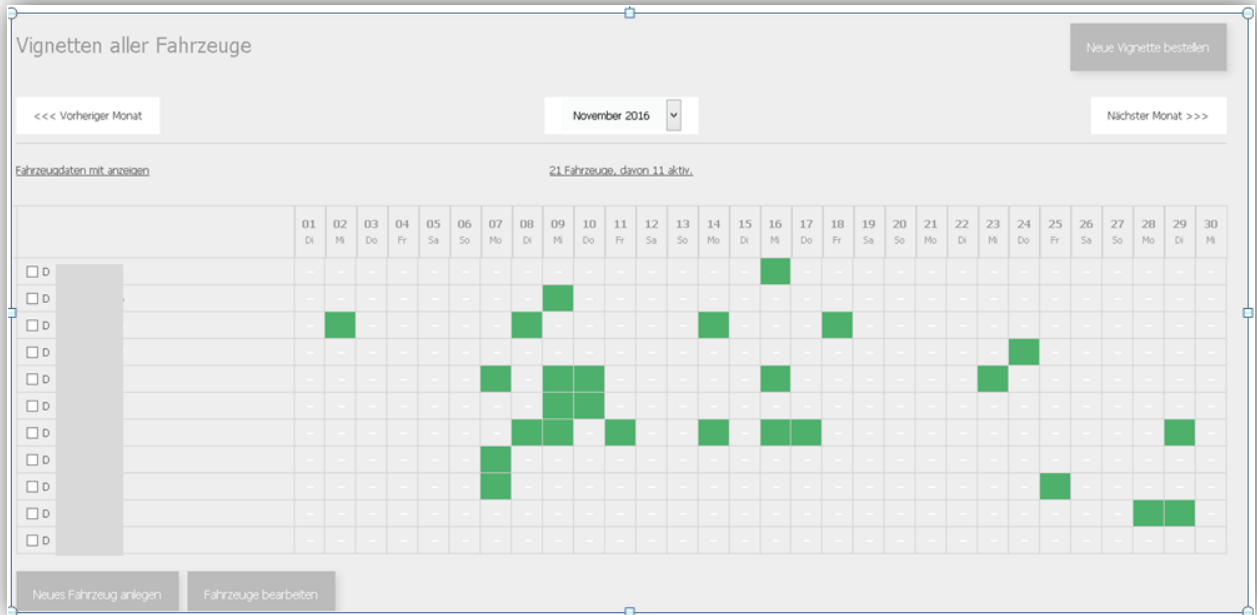 Vignetten aller Fahrzeuge
Neue Vignette bestellen
<<< Vorheriger Monat
November 2016
Nächster Monat >>>
Fahrzeugdaten mit anzeigen
21 Fahrzeuge, davon 11 aktiv.
01 02 03 04 05 06 07 08 09 10 11 12 13 14 15 16 17 18 19 20 21 22 23 24 25 26 27 28 29 30
Di Mi Do Fr Sa So Mo Di Mi Do Fr Sa So Mo Di Mi Do Fr Sa So Mo Di Mi Do Fr Sa So Mo Di Mi
D
D
D
D
D
D
D
D
D
D
D
Neues Fahrzeug anlegen
Fahrzeuge bearbeiten